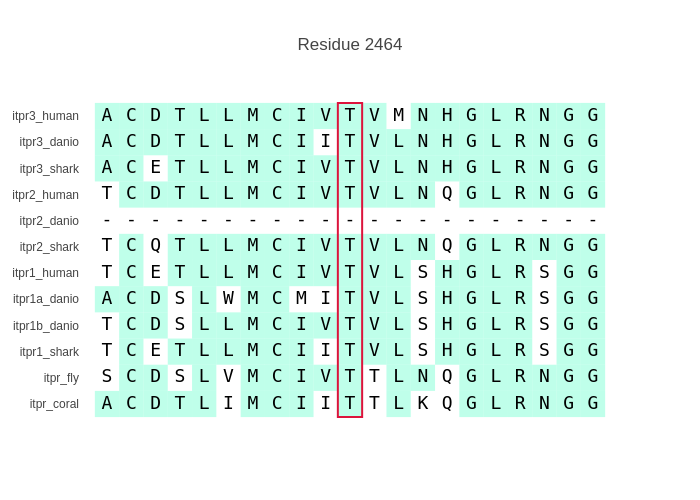 Residue 2464
itpr3_human A C D T L L M C I V T V M N H G L R N G G
itpr3_danio A C D T L L M C I I T V L N H G L R N G G
itpr3_shark A C E T L L M C I V T V L N H G L R N G G
itpr2_human T C D T L L M C I V T V L N Q G L R N G G
itpr2_danio - - - - - - - - - - - - - - - - - - - - -
itpr2_shark T C Q T L L M C I V T V L N Q G L R N G G
itpr1_human T C E T L L M C I V T V L S H G L R S G G
itpr1a_danio A C D S L W M C M I T V L S H G L R S G G
itpr1b_danio T C D S L L M C I V T V L S H G L R S G G
itpr1_shark T C E T L L M C I I T V L S H G L R S G G
itpr_fly S C D S L V M C I V T T L N Q G L R N G G
itpr_coral A C D T L I M C I I T T L K Q G L R N G G